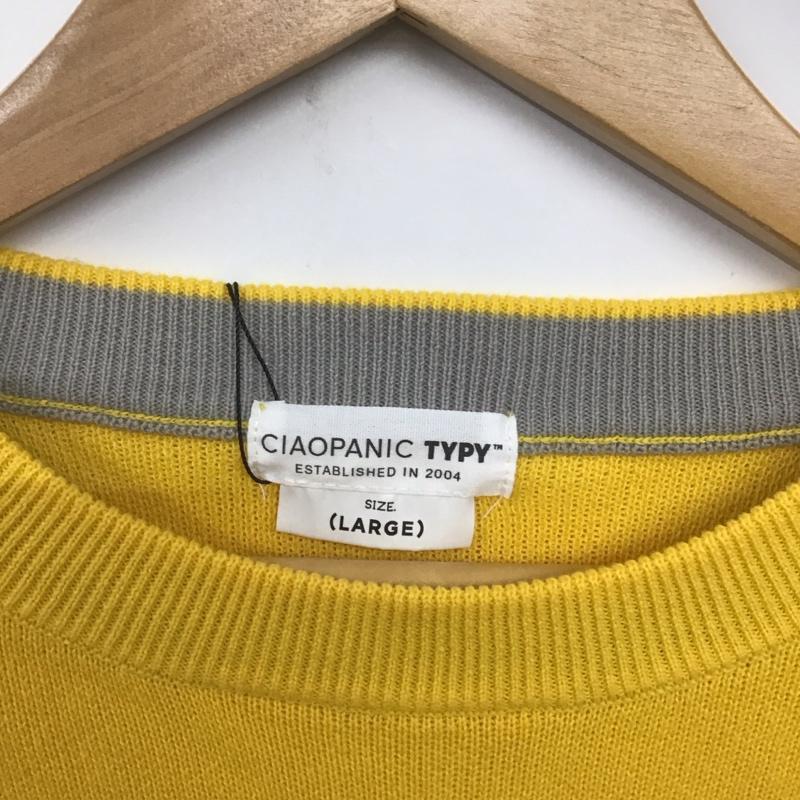 CIAOPANIC TYPY™
ESTABLISHED IN 2004
SIZE.
(LARGE)